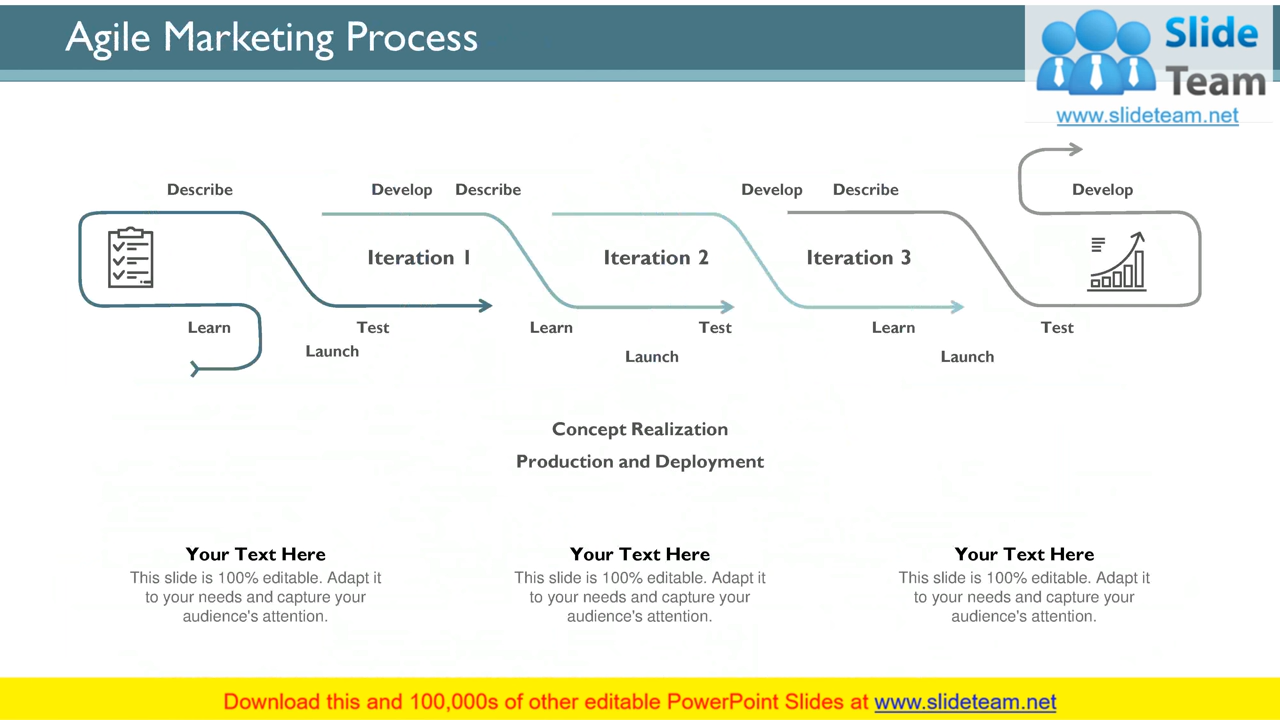 Agile Marketing Process
Slide
Team
www.slideteam.net
Describe
Develop
Describe
Develop
Describe
Develop
Iteration 1
Iteration 2
Iteration 3
Learn
Test
Learn
Test
Learn
Test
Launch
Launch
Launch
Concept Realization
Production and Deployment
Your Text Here
This slide is 100% editable. Adapt it
to your needs and capture your
audience's attention.
Your Text Here
This slide is 100% editable. Adapt it
to your needs and capture your
audience's attention.
Your Text Here
This slide is 100% editable. Adapt it
to your needs and capture your
audience's attention.
Download this and 100,000s of other editable PowerPoint Slides at www.slideteam.net